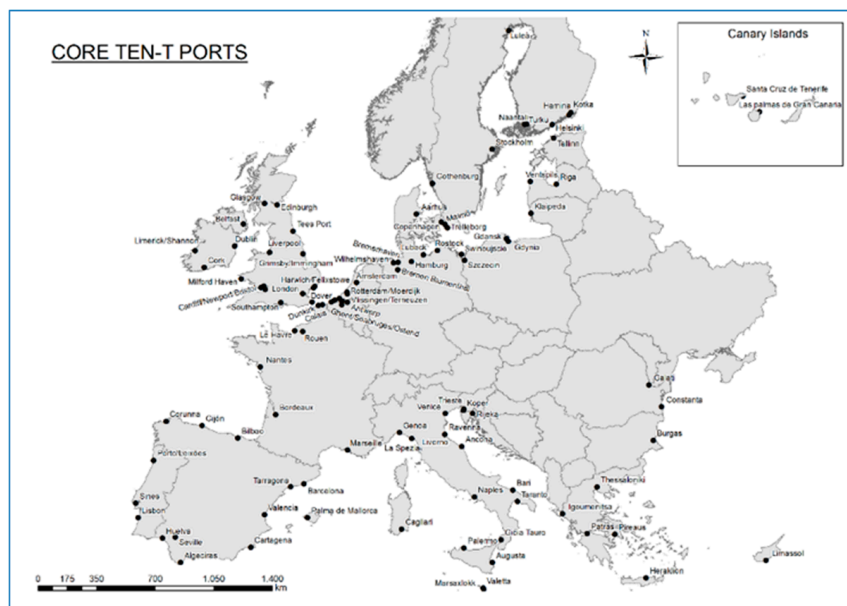 CORE TEN-T PORTS
N
Canary Islands
Santa Cruz de Tenerife
Las palmas de Gran Canaria
Lulea
Hamina
Kotka
Naantali
Turku
Helsinki
Tallinn
Stockholm
Gothenburg
Ventspils
Riga
Klaipeda
Aarhus
Copenhagen
Malmö
Trelleborg
Gdansk
Gdynia
Glasgow
Edinburgh
Belfast
Tees Port
Dublin
Limerick/Shannon
Cork
Liverpool
Grimsby/Immingham
Milford Haven
Cardiff/Newport
Bristol
London
Harwich/Felixstowe
Dover
Southampton
Bremerhaven
Wilhelmshaven
Lübeck
Rostock
Swinoujscie
Szczecin
Hamburg
Bremen
Amsterdam
Rotterdam/Moerdijk
Vlissingen/Terneuzen
Antwerp
Dunkirk
Calais
Le Havre
Rouen
Nantes
Bordeaux
Corunna
Gijón
Bilbao
Porto/Leixões
Sines
Lisbon
Huelva
Seville
Algeciras
Cartagena
Valencia
Tarragona
Barcelona
Palma de Mallorca
Marseille
Genoa
La Spezia
Livorno
Venice
Trieste
Koper
Rijeka
Ravenna
Ancona
Naples
Bari
Taranto
Gioia Tauro
Cagliari
Palermo
Augusta
Marsaxlokk
Valetta
Galati
Constanta
Burgas
Thessaloniki
Igoumenitsa
Patras
Piraeus
Heraklion
Limassol
0 175 350 700 1.050 1.400
km